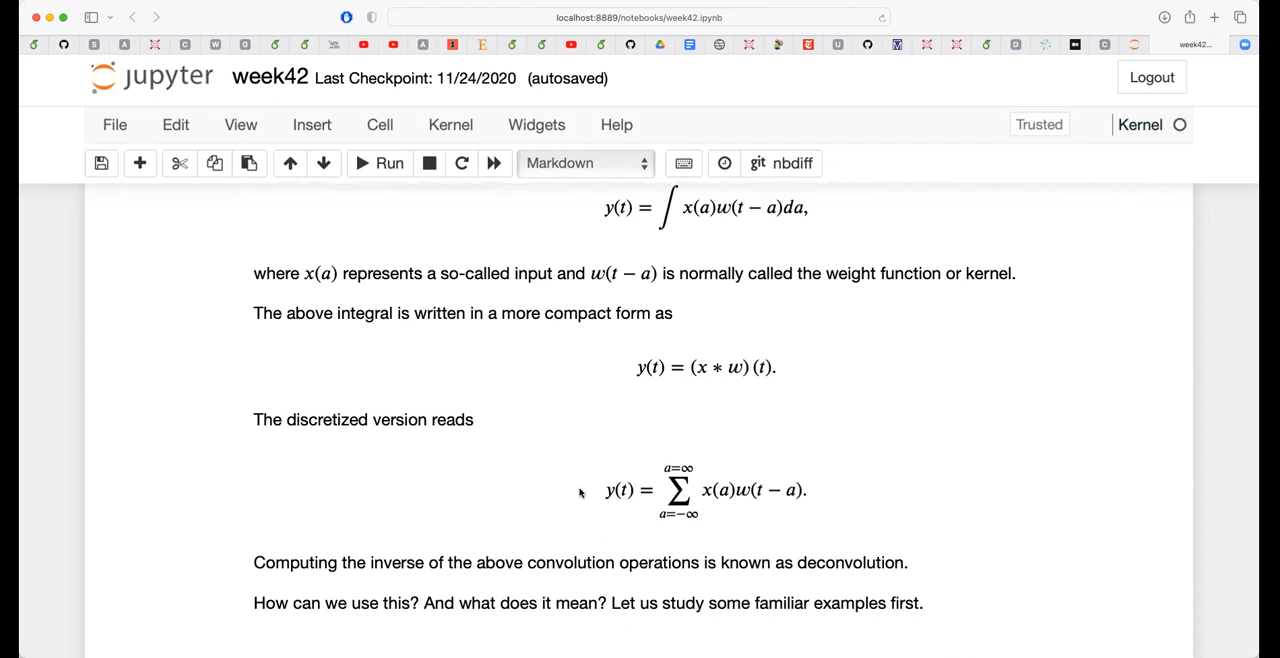 localhost:8889/notebooks/week42.ipynb
week42...
jupyter week42 Last Checkpoint: 11/24/2020 (autosaved)
Logout
File Edit View Insert Cell Kernel Widgets Help
Trusted
Kernel
Run
Markdown
git nbdiff
y(t) = ∫ x(a)w(t − a)da,
where x(a) represents a so-called input and w(t − a) is normally called the weight function or kernel.
The above integral is written in a more compact form as
y(t) = (x * w) (t).
The discretized version reads
a=∞
y(t) = ∑ x(a)w(t − a).
a=−∞
Computing the inverse of the above convolution operations is known as deconvolution.
How can we use this? And what does it mean? Let us study some familiar examples first.